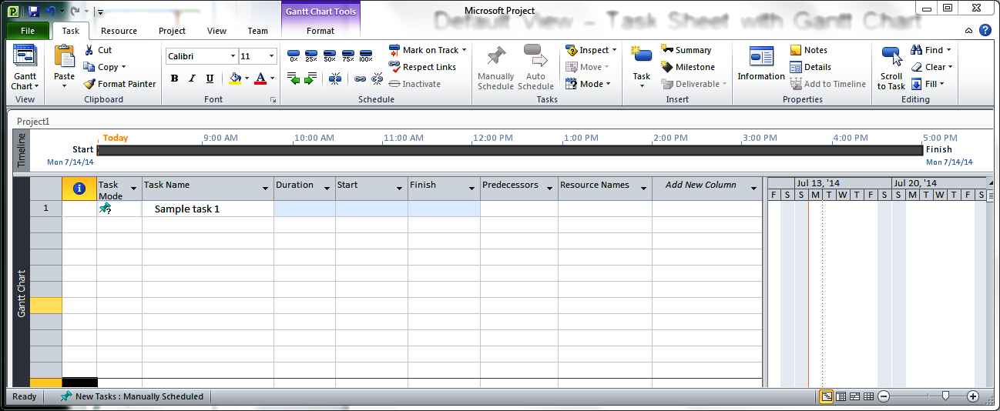 Gantt Chart Tools
Microsoft Project
Default View – Task Sheet with Gantt Chart
File Task Resource Project View Team Format
Gantt Chart
Paste
Cut
Copy
Format Painter
Calibri 11
B I U A
0% 25% 50% 75% 100%
Mark on Track
Respect Links
Inactivate
Manually Schedule
Auto Schedule
Inspect
Move
Mode
Task
Summary
Milestone
Deliverable
Information
Notes
Details
Add to Timeline
Scroll to Task
Find
Clear
Fill
View Clipboard Font Schedule Tasks Insert Properties Editing
Project1
Timeline
Today 9:00 AM 10:00 AM 11:00 AM 12:00 PM 1:00 PM 2:00 PM 3:00 PM 4:00 PM 5:00 PM
Start Finish
Mon 7/14/14 Mon 7/14/14
Gantt Chart
Task Mode Task Name Duration Start Finish Predecessors Resource Names Add New Column
Jul 13, '14 Jul 20, '14
F S S M T W T F S S M T W T F S
1 Sample task 1
Ready New Tasks : Manually Scheduled